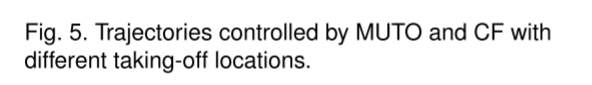 Fig. 5. Trajectories controlled by MUTO and CF with
different taking-off locations.